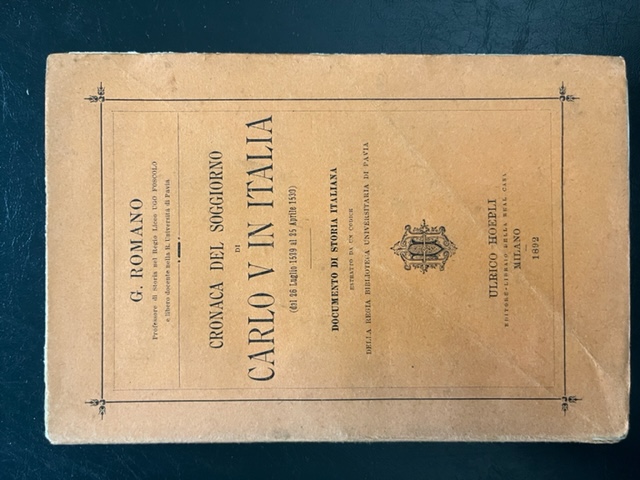 G. ROMANO
Professore di Storia nel Regio Liceo UGO FOSCOLO
e libero docente nella R. Università di Pavia
CRONACA DEL SOGGIORNO
DI
CARLO V IN ITALIA
(dal 26 Luglio 1529 al 25 Aprile 1530)
DOCUMENTO DI STORIA ITALIANA
ESTRATTO DA UN CODICE
DELLA REGIA BIBLIOTECA UNIVERSITARIA DI PAVIA
ULRICO HOEPLI
EDITORE-LIBRAIO DELLA REAL CASA
MILANO
1892